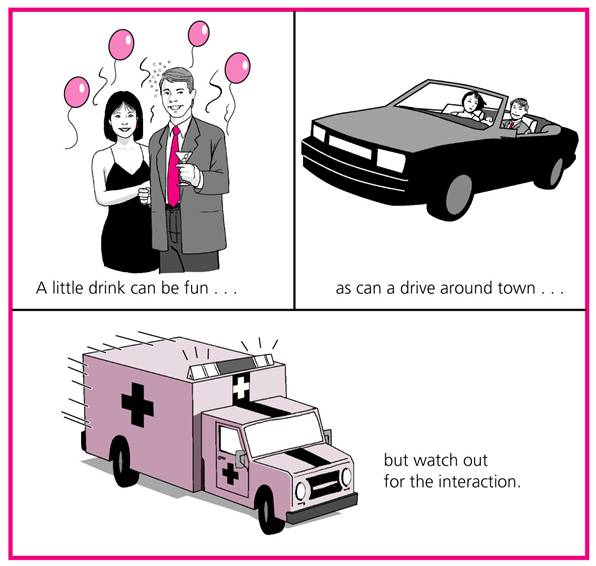 A little drink can be fun . . .
as can a drive around town . . .
but watch out
for the interaction.